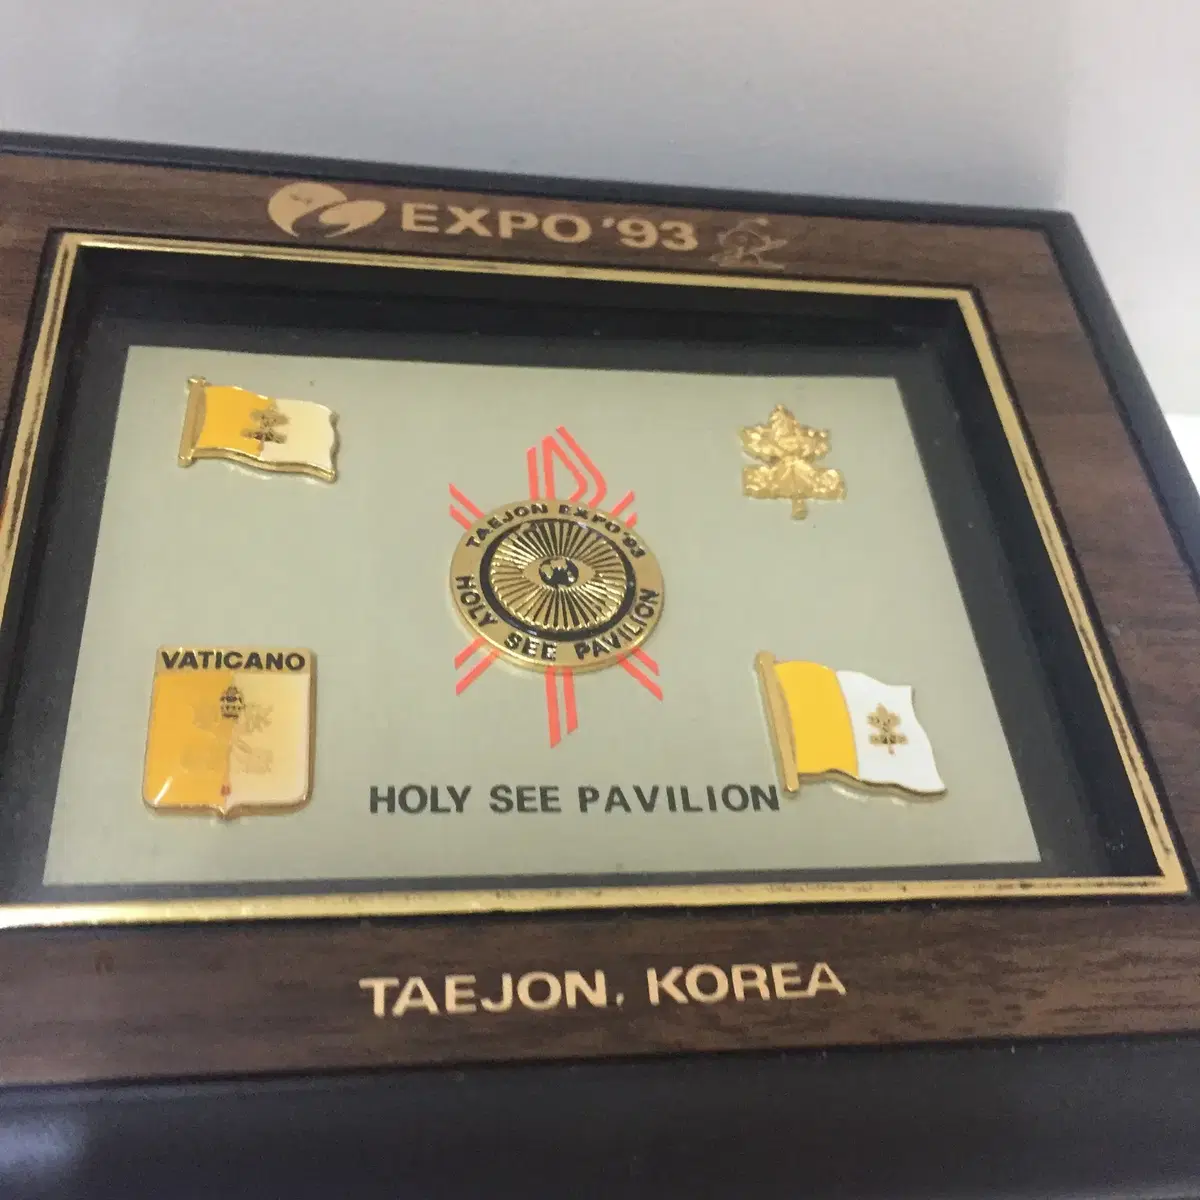 EXPO '93
TAEJON EXPO '93
HOLY SEE PAVILION
VATICANO
HOLY SEE PAVILION
TAEJON, KOREA